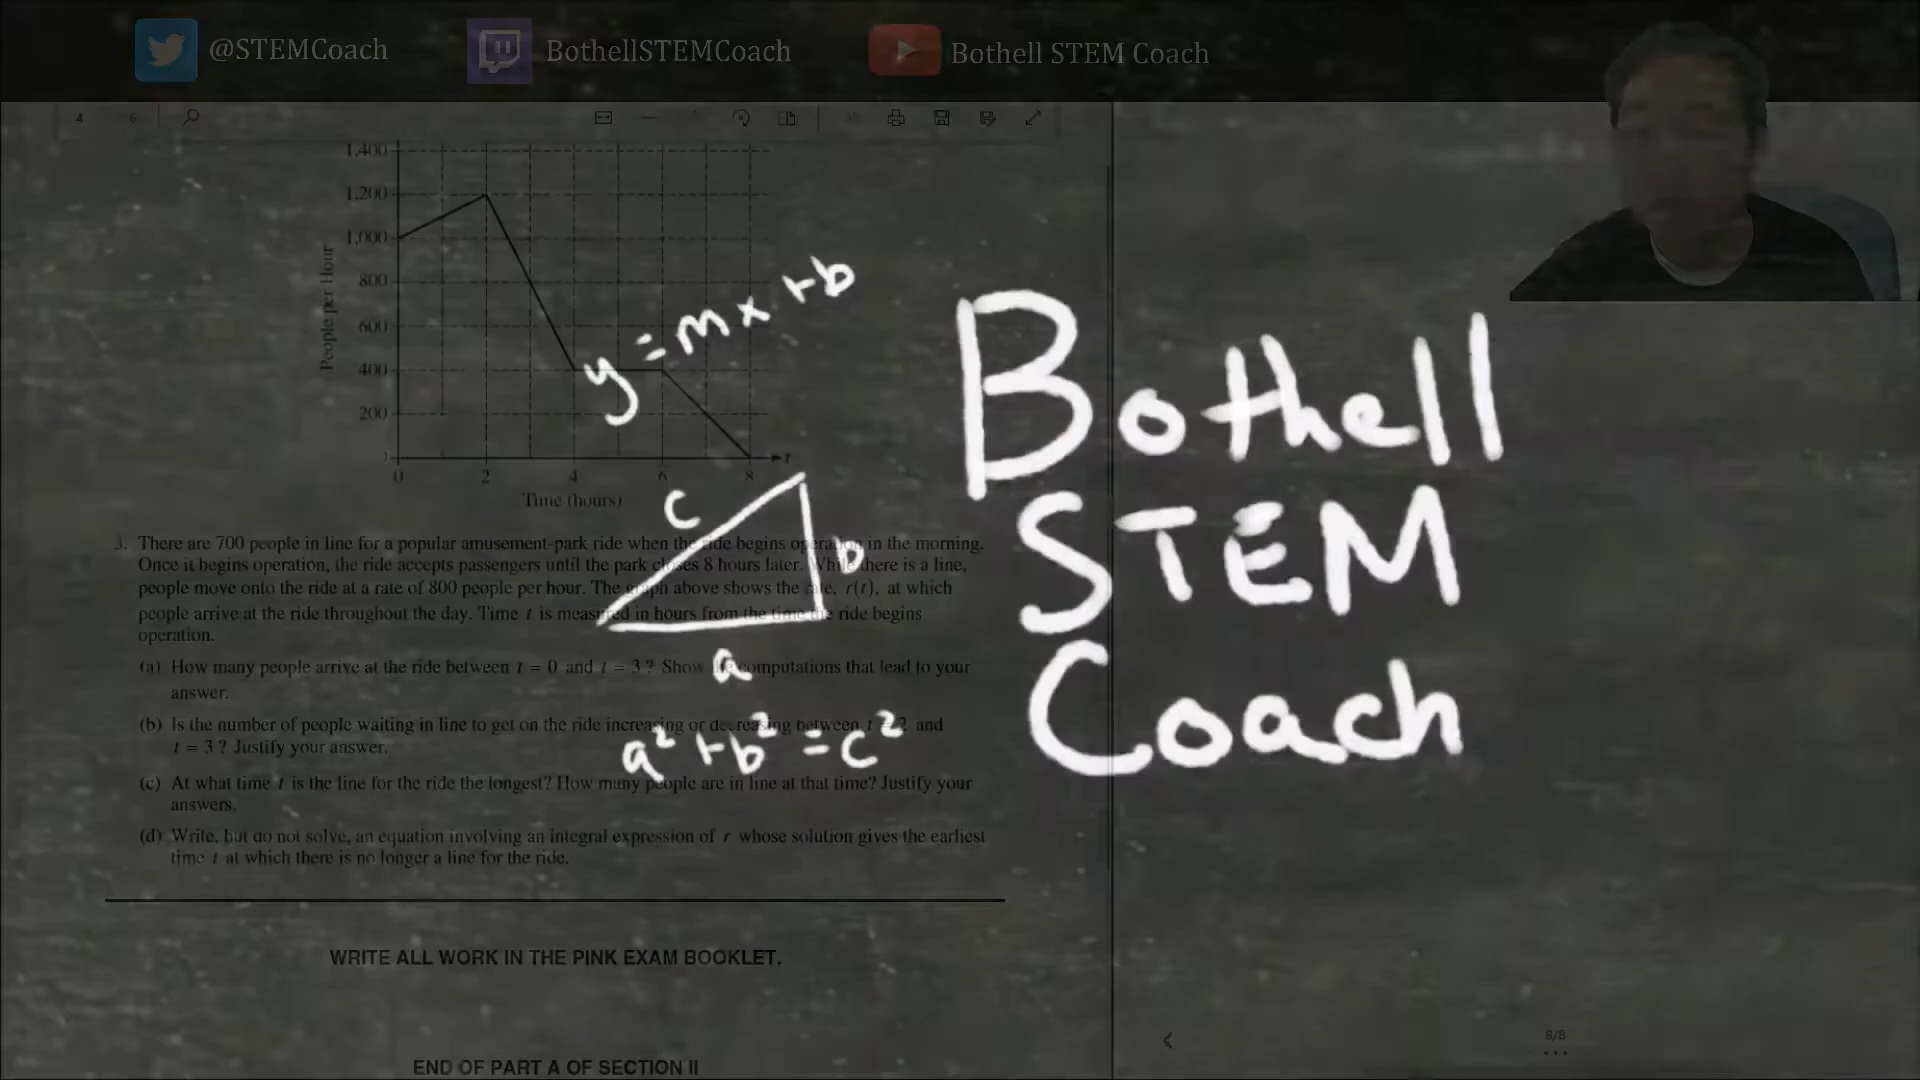 @STEMCoach
BothellSTEMCoach
Bothell STEM Coach
4
6
1,400
1,200
1,000
800
600
400
200
People per Hour
0
2
4
6
8
t
Time (hours)
y = mx + b
c
b
a
a² + b² = c²
Bothell
STEM
Coach
3. There are 700 people in line for a popular amusement-park ride when the ride begins operation in the morning.
Once it begins operation, the ride accepts passengers until the park closes 8 hours later. While there is a line,
people move onto the ride at a rate of 800 people per hour. The graph above shows the rate, r(t), at which
people arrive at the ride throughout the day. Time t is measured in hours from the time the ride begins
operation.
(a) How many people arrive at the ride between t = 0 and t = 3? Show the computations that lead to your
answer.
(b) Is the number of people waiting in line to get on the ride increasing or decreasing between t = 2 and
t = 3? Justify your answer.
(c) At what time t is the line for the ride the longest? How many people are in line at that time? Justify your
answers.
(d) Write, but do not solve, an equation involving an integral expression of r whose solution gives the earliest
time t at which there is no longer a line for the ride.
WRITE ALL WORK IN THE PINK EXAM BOOKLET.
END OF PART A OF SECTION II
8/8